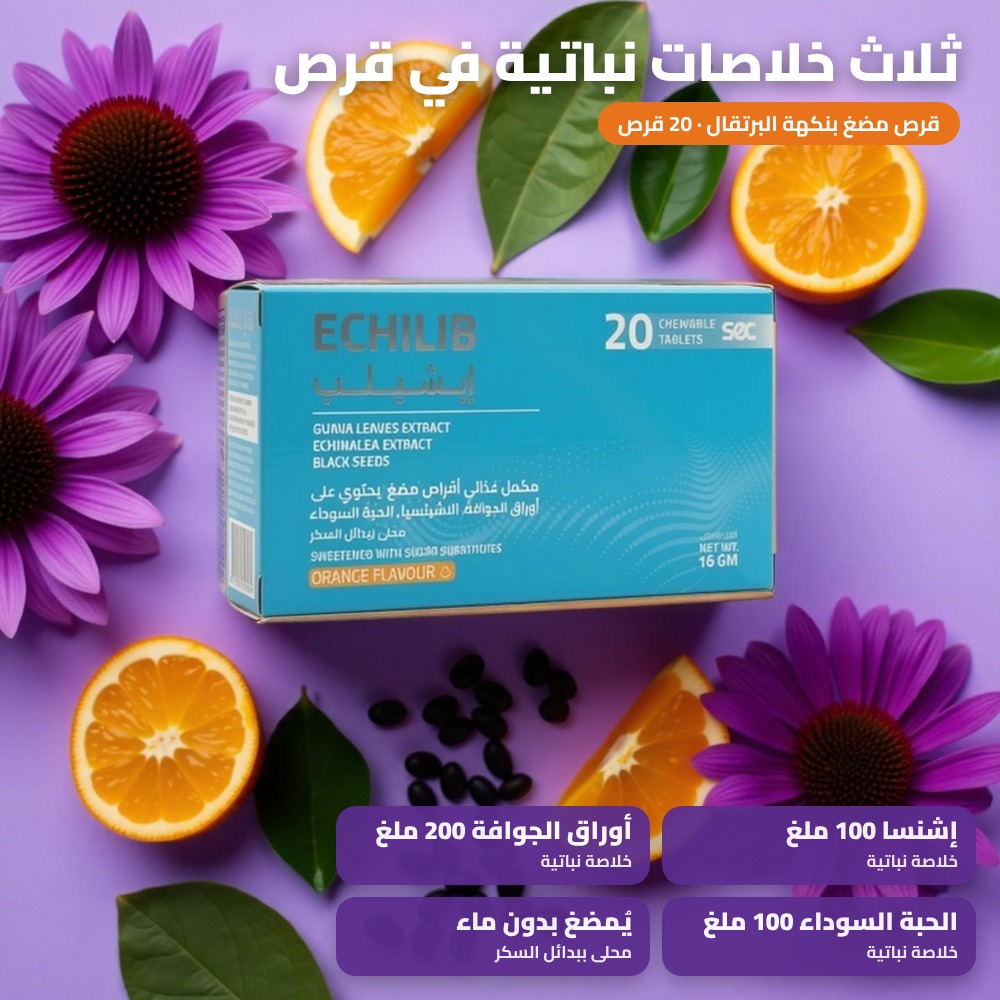 ثلاث خلاصات نباتية في قرص
قرص مضغ بنكهة البرتقال · 20 قرص
ECHILIB
إيشيلب
20 CHEWABLE TABLETS SEC
GUAVA LEAVES EXTRACT
ECHINALEA EXTRACT
BLACK SEEDS
مكمل غذائي أقراص مضغ يحتوي على
أوراق الجوافة, الاشينسيا, الحبة السوداء
محلى ببدائل السكر
SWEETENED WITH SUGAR SUBSTITUTES
ORANGE FLAVOUR
NET WT.
16 GM
إشنسا 100 ملغ
خلاصة نباتية
أوراق الجوافة 200 ملغ
خلاصة نباتية
الحبة السوداء 100 ملغ
خلاصة نباتية
يُمضغ بدون ماء
محلى ببدائل السكر